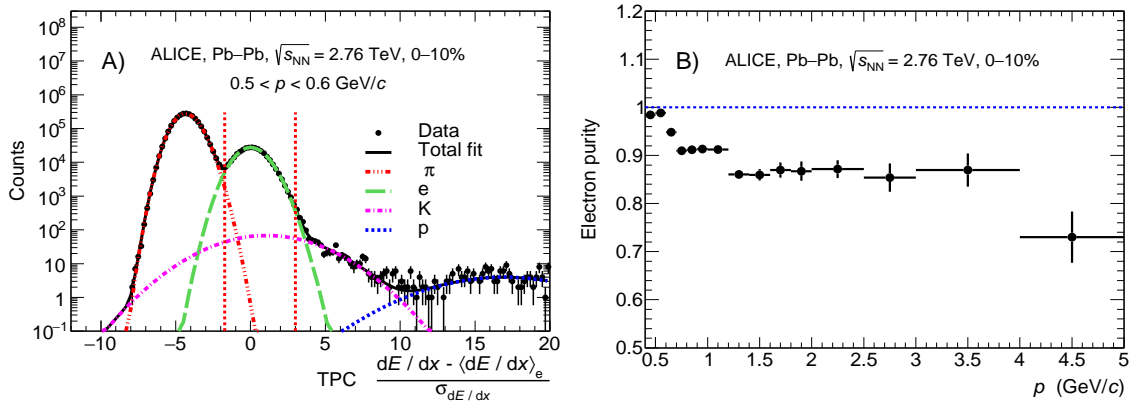 A)
ALICE, Pb–Pb, √sNN = 2.76 TeV, 0–10%
0.5 < p < 0.6 GeV/c
Data
Total fit
π
e
K
p
Counts
10⁸
10⁷
10⁶
10⁵
10⁴
10³
10²
10
1
10⁻¹
−10 −5 0 5 10 15 20
TPC (dE / dx - ⟨dE / dx⟩e) / σdE / dx
B)
ALICE, Pb–Pb, √sNN = 2.76 TeV, 0–10%
Electron purity
1.2
1.1
1
0.9
0.8
0.7
0.6
0.5
0.5 1 1.5 2 2.5 3 3.5 4 4.5 5
p (GeV/c)